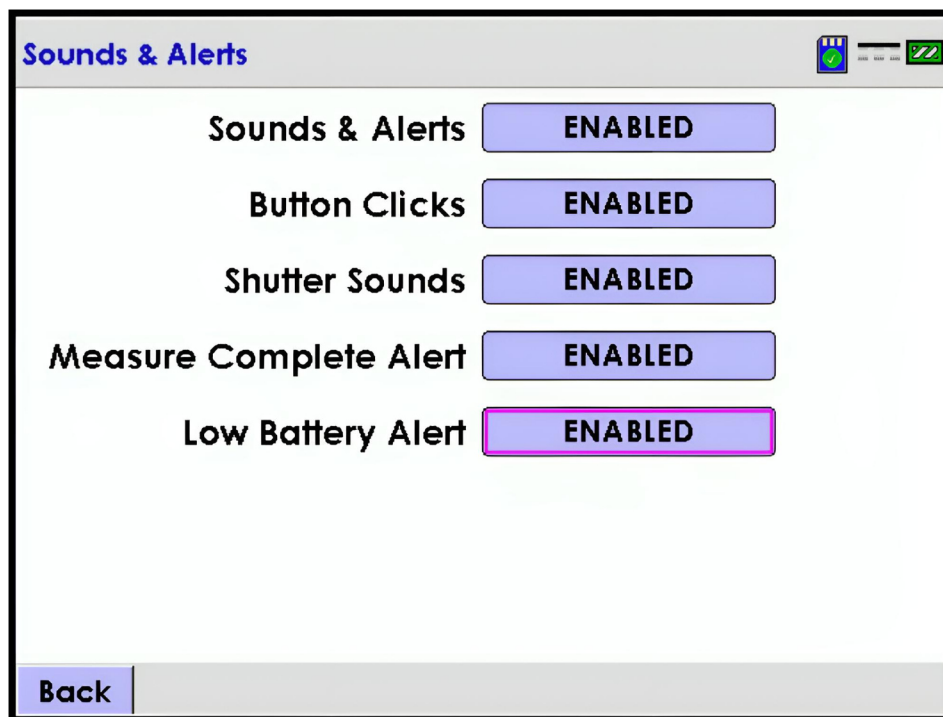 Sounds & Alerts
Sounds & Alerts ENABLED
Button Clicks ENABLED
Shutter Sounds ENABLED
Measure Complete Alert ENABLED
Low Battery Alert ENABLED
Back